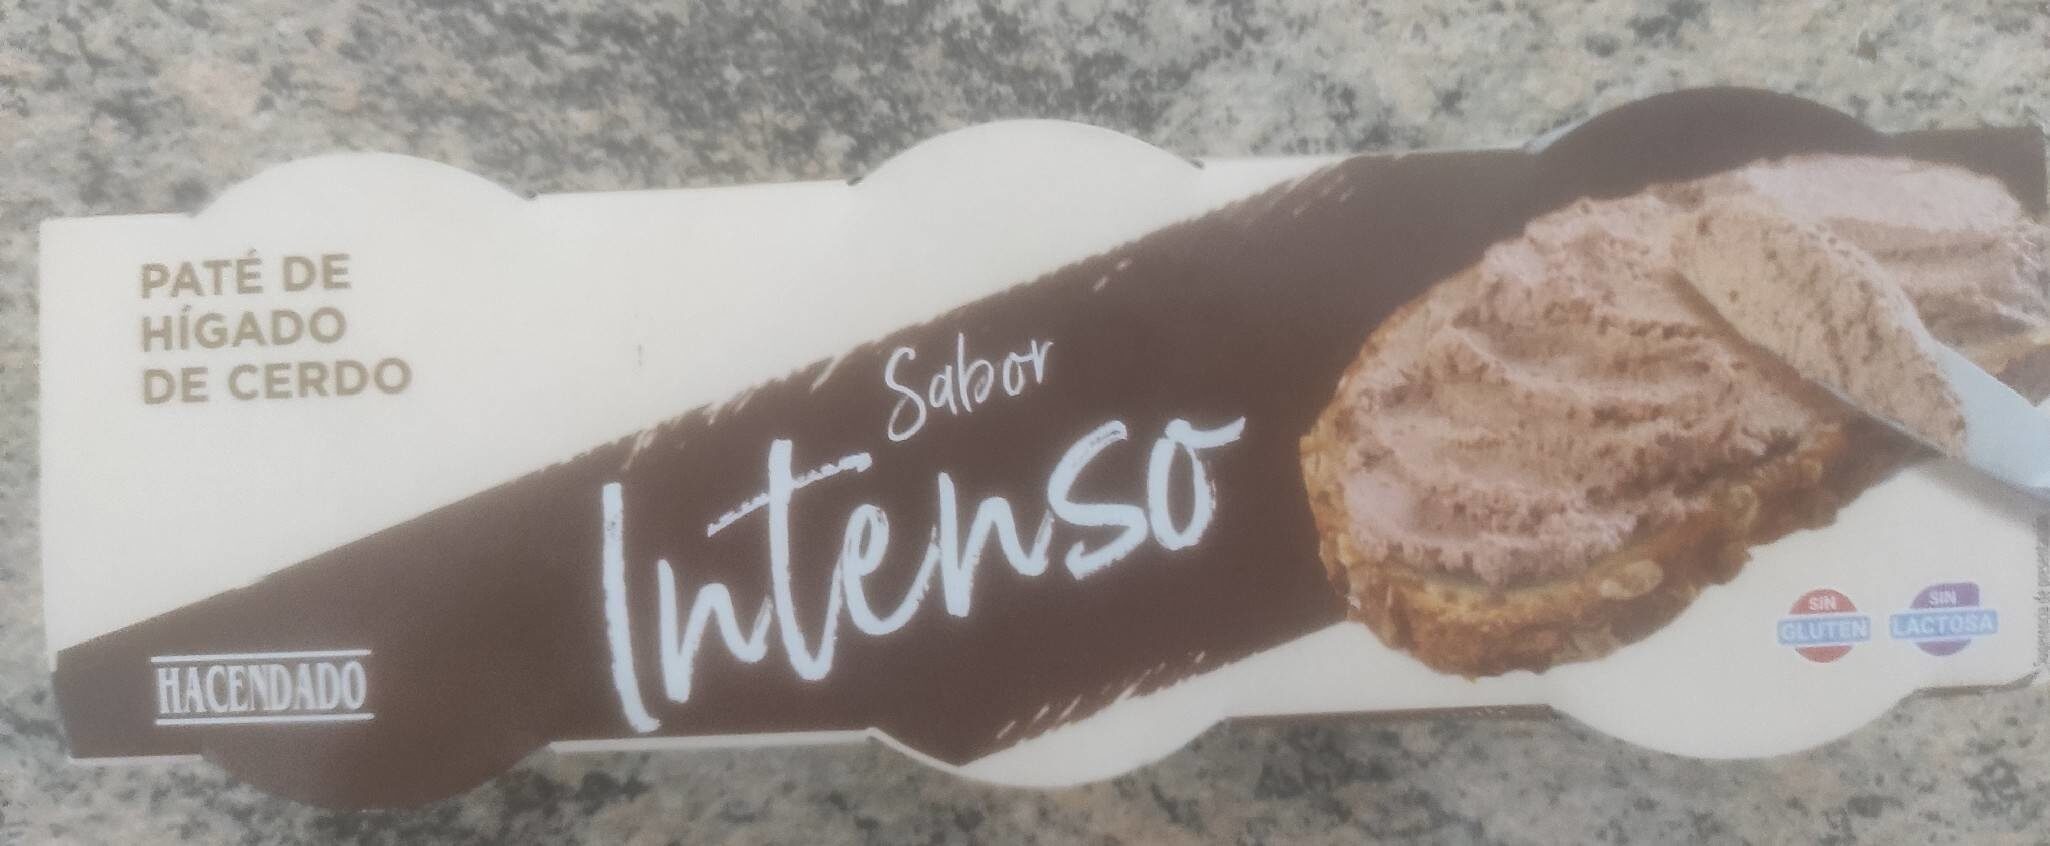 PATÉ DE
HÍGADO
DE CERDO
Sabor
Intenso
HACENDADO
SIN
GLUTEN
SIN
LACTOSA